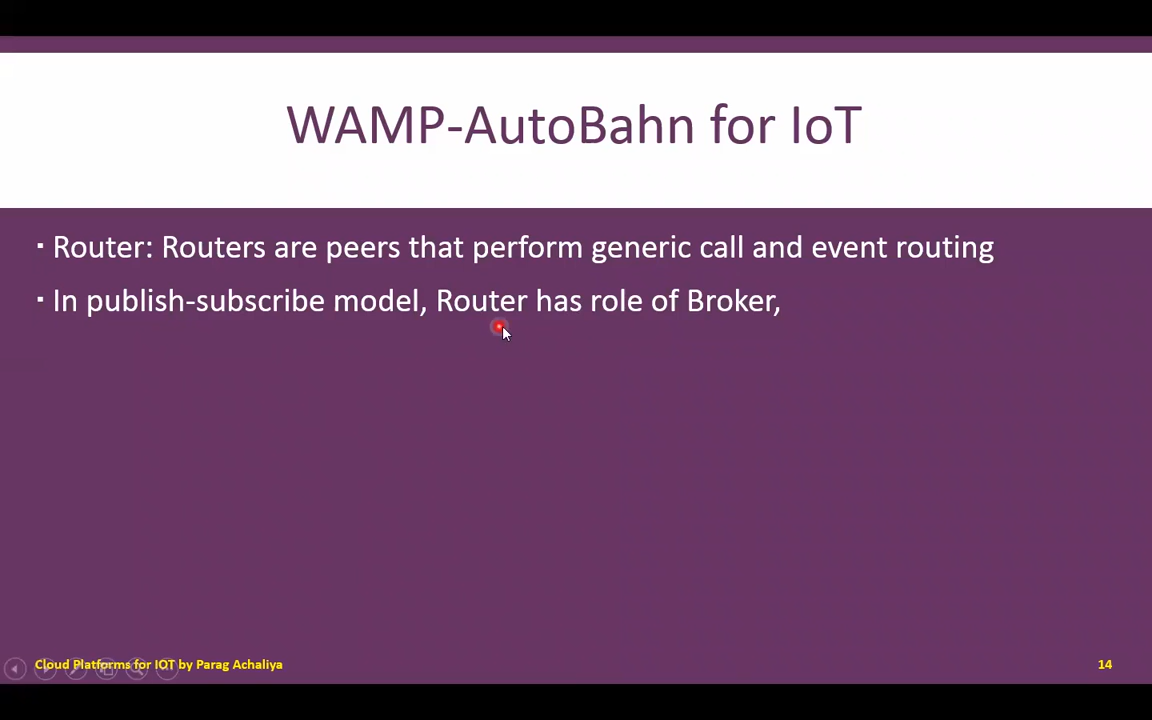 WAMP-AutoBahn for IoT
▪ Router: Routers are peers that perform generic call and event routing
▪ In publish-subscribe model, Router has role of Broker,
Cloud Platforms for IOT by Parag Achaliya
14